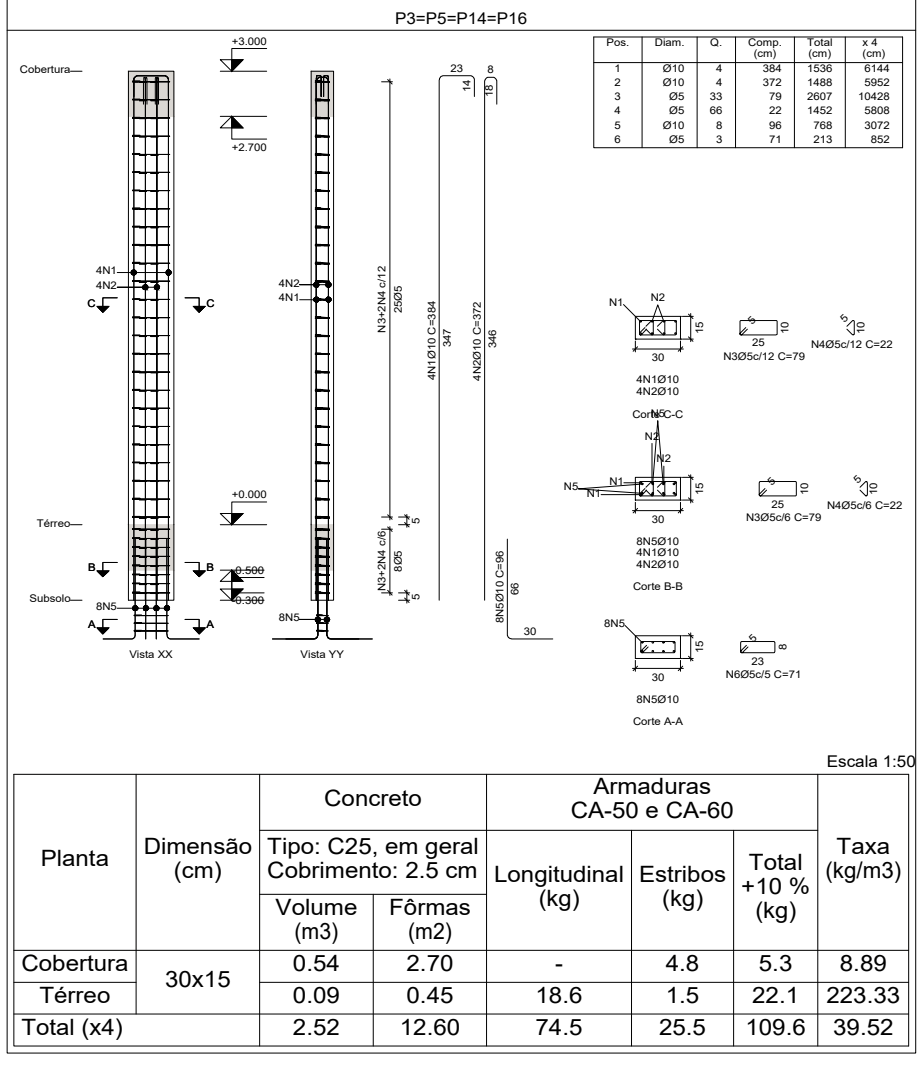 P3=P5=P14=P16
Pos. Diam. Q. Comp. (cm) Total (cm) x 4 (cm)
1 Ø10 4 384 1536 6144
2 Ø10 4 372 1488 5952
3 Ø5 33 79 2607 10428
4 Ø5 66 22 1452 5808
5 Ø10 8 96 768 3072
6 Ø5 3 71 213 852
+3.000
Cobertura
+2.700
4N1
4N2
C C
+0.000
Térreo
B B
-0.500
Subsolo
-0.300
8N5
A A
Vista XX
4N2
4N1
8N5
Vista YY
N3+2N4 c/12
25Ø5
5
N3+2N4 c/6
8Ø5
5
23
14
4N1Ø10 C=384
347
8
18
4N2Ø10 C=372
346
8N5Ø10 C=96
66
30
N1
N2
15
30
4N1Ø10
4N2Ø10
Corte C-C
5
10
25
N3Ø5c/12 C=79
5
10
N4Ø5c/12 C=22
N5
N2
N2
N5
N1
N1
15
30
8N5Ø10
4N1Ø10
4N2Ø10
Corte B-B
5
10
25
N3Ø5c/6 C=79
5
10
N4Ø5c/6 C=22
8N5
15
30
8N5Ø10
Corte A-A
5
8
23
N6Ø5c/5 C=71
Escala 1:50
Planta
Dimensão (cm)
Concreto
Tipo: C25, em geral
Cobrimento: 2.5 cm
Volume (m3)
Fôrmas (m2)
Armaduras
CA-50 e CA-60
Longitudinal (kg)
Estribos (kg)
Total +10 % (kg)
Taxa (kg/m3)
Cobertura 30x15 0.54 2.70 - 4.8 5.3 8.89
Térreo 0.09 0.45 18.6 1.5 22.1 223.33
Total (x4) 2.52 12.60 74.5 25.5 109.6 39.52